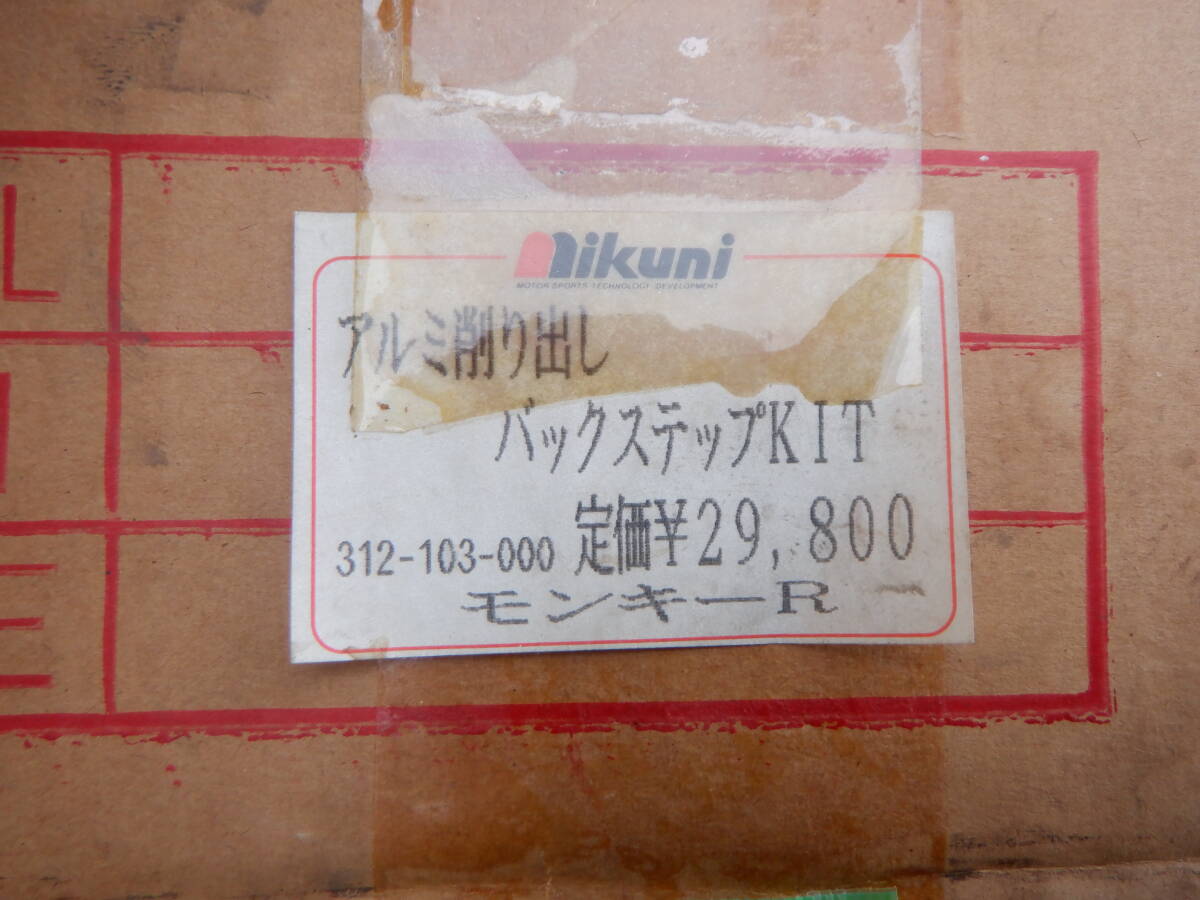 Nikuni
MOTOR SPORTS TECHNOLOGY DEVELOPMENT
アルミ削り出し
バックステップKIT
312-103-000 定価¥29,800
モンキーR
L
E